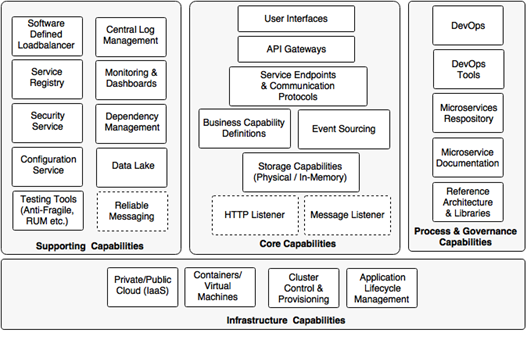 Software
Defined
Loadbalancer
Central Log
Management
Service
Registry
Monitoring &
Dashboards
Security
Service
Dependency
Management
Configuration
Service
Data Lake
Testing Tools
(Anti-Fragile,
RUM etc.)
Reliable
Messaging
Supporting Capabilities
User Interfaces
API Gateways
Service Endpoints
& Communication
Protocols
Business Capability
Definitions
Event Sourcing
Storage Capabilities
(Physical / In-Memory)
HTTP Listener
Message Listener
Core Capabilities
DevOps
DevOps
Tools
Microservices
Respository
Microservice
Documentation
Reference
Architecture
& Libraries
Process & Governance
Capabilities
Private/Public
Cloud (IaaS)
Containers/
Virtual
Machines
Cluster
Control &
Provisioning
Application
Lifecycle
Management
Infrastructure Capabilities